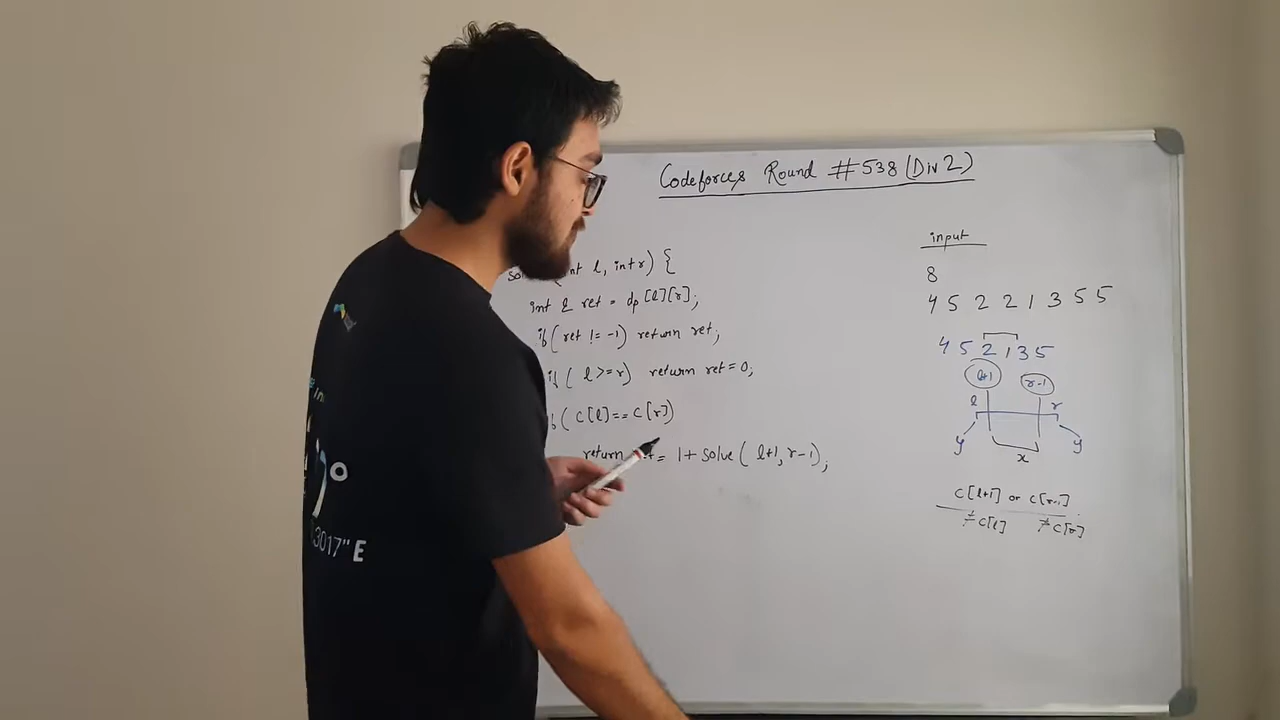 Codeforces Round #538 (Div 2)
int l, int r) {
int & ret = dp[l][r];
if (ret != -1) return ret;
if ( l >= r) return ret = 0;
if ( C[l] == C[r])
return = 1 + solve ( l+1, r-1);
input
8
4 5 2 2 1 3 5 5
4 5 2 1 3 5
l+1 r-1
l r
y y
x
C[l+1] or C[r-1]
≠ C[l] ≠ C[r]
3017" E